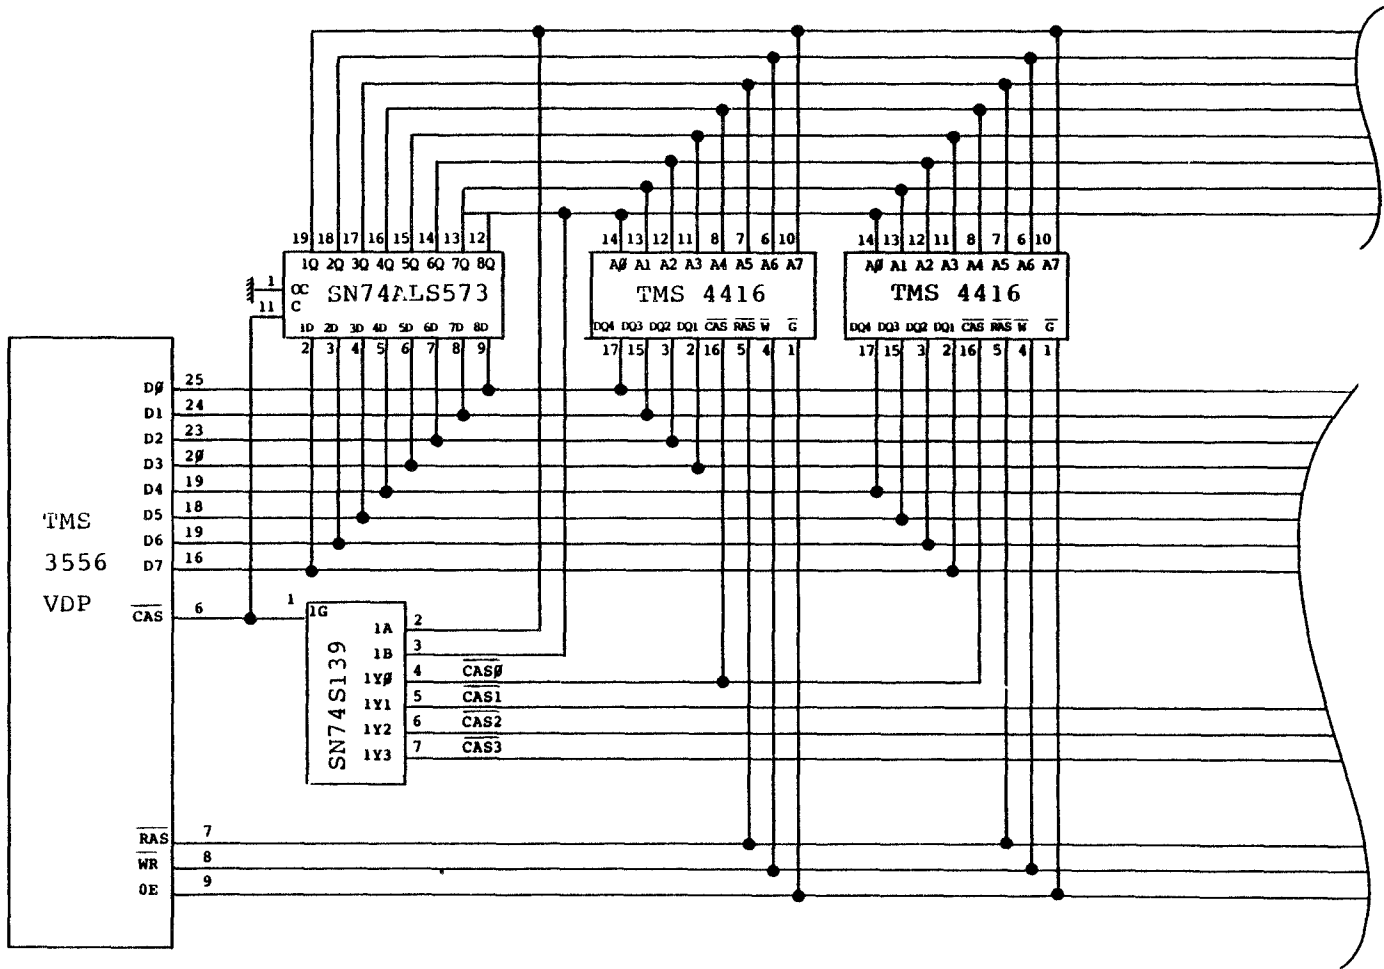 19 18 17 16 15 14 13 12
1Q 2Q 3Q 4Q 5Q 6Q 7Q 8Q
1 OC SN74ALS573
11 C
1D 2D 3D 4D 5D 6D 7D 8D
2 3 4 5 6 7 8 9
14 13 12 11 8 7 6 10
AØ A1 A2 A3 A4 A5 A6 A7
TMS 4416
DQ4 DQ3 DQ2 DQ1 CAS RAS W G
17 15 3 2 16 5 4 1
14 13 12 11 8 7 6 10
AØ A1 A2 A3 A4 A5 A6 A7
TMS 4416
DQ4 DQ3 DQ2 DQ1 CAS RAS W G
17 15 3 2 16 5 4 1
TMS
3556
VDP
DØ 25
D1 24
D2 23
D3 2Ø
D4 19
D5 18
D6 19
D7 16
CAS 6
RAS 7
WR 8
OE 9
1 1G
SN74S139
1A 2
1B 3
1YØ 4 CASØ
1Y1 5 CAS1
1Y2 6 CAS2
1Y3 7 CAS3